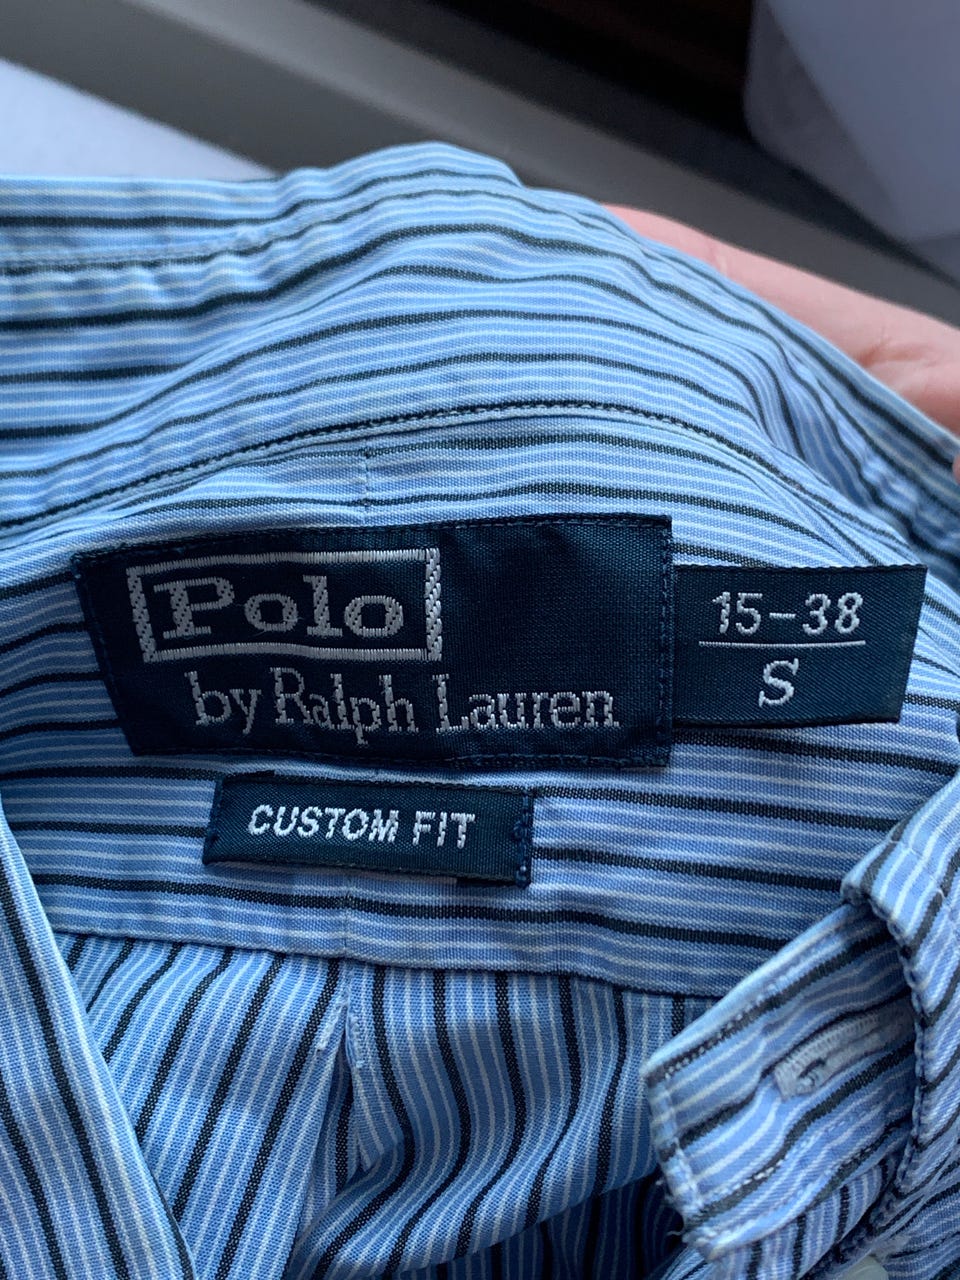 Polo
by Ralph Lauren
15-38
S
CUSTOM FIT